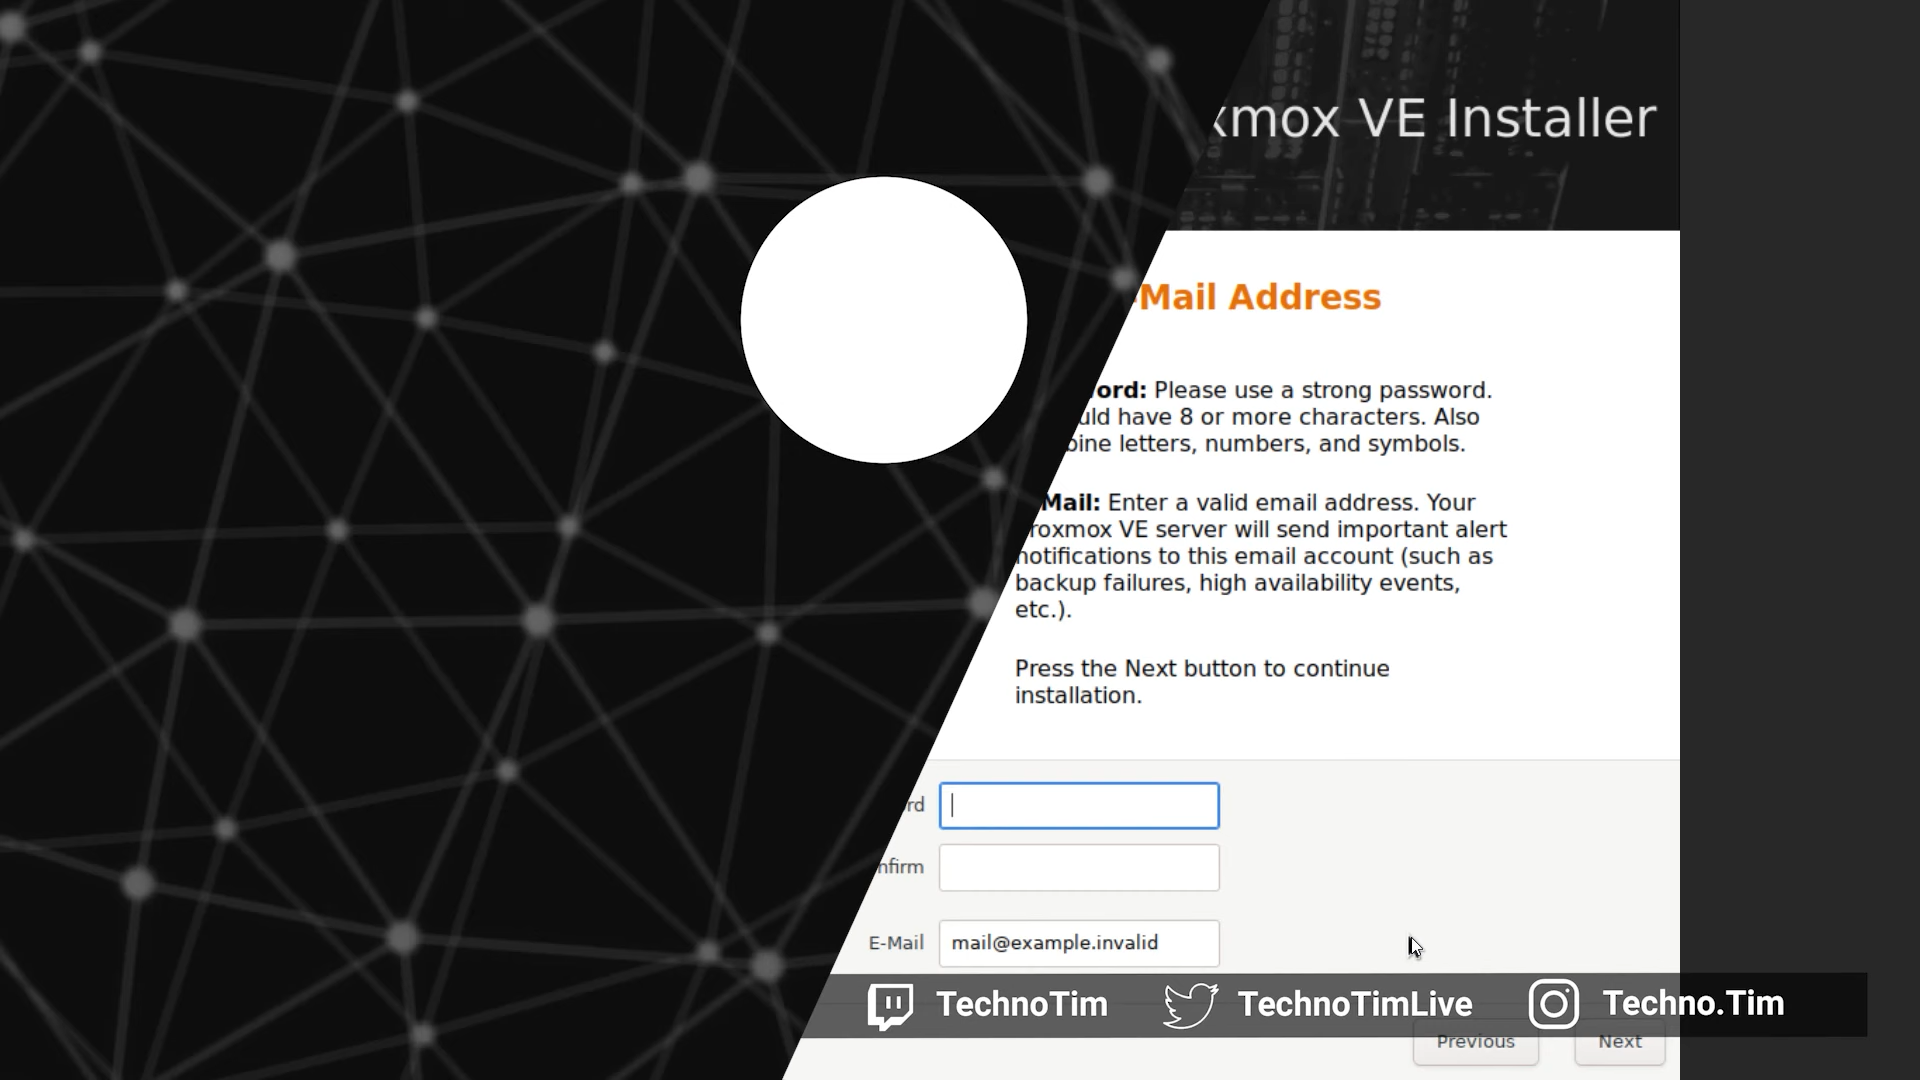 xmox VE Installer
-Mail Address
ord: Please use a strong password.
uld have 8 or more characters. Also
bine letters, numbers, and symbols.
Mail: Enter a valid email address. Your
roxmox VE server will send important alert
notifications to this email account (such as
backup failures, high availability events,
etc.).
Press the Next button to continue
installation.
rd
nfirm
E-Mail mail@example.invalid
TechnoTim TechnoTimLive Techno.Tim
Previous Next